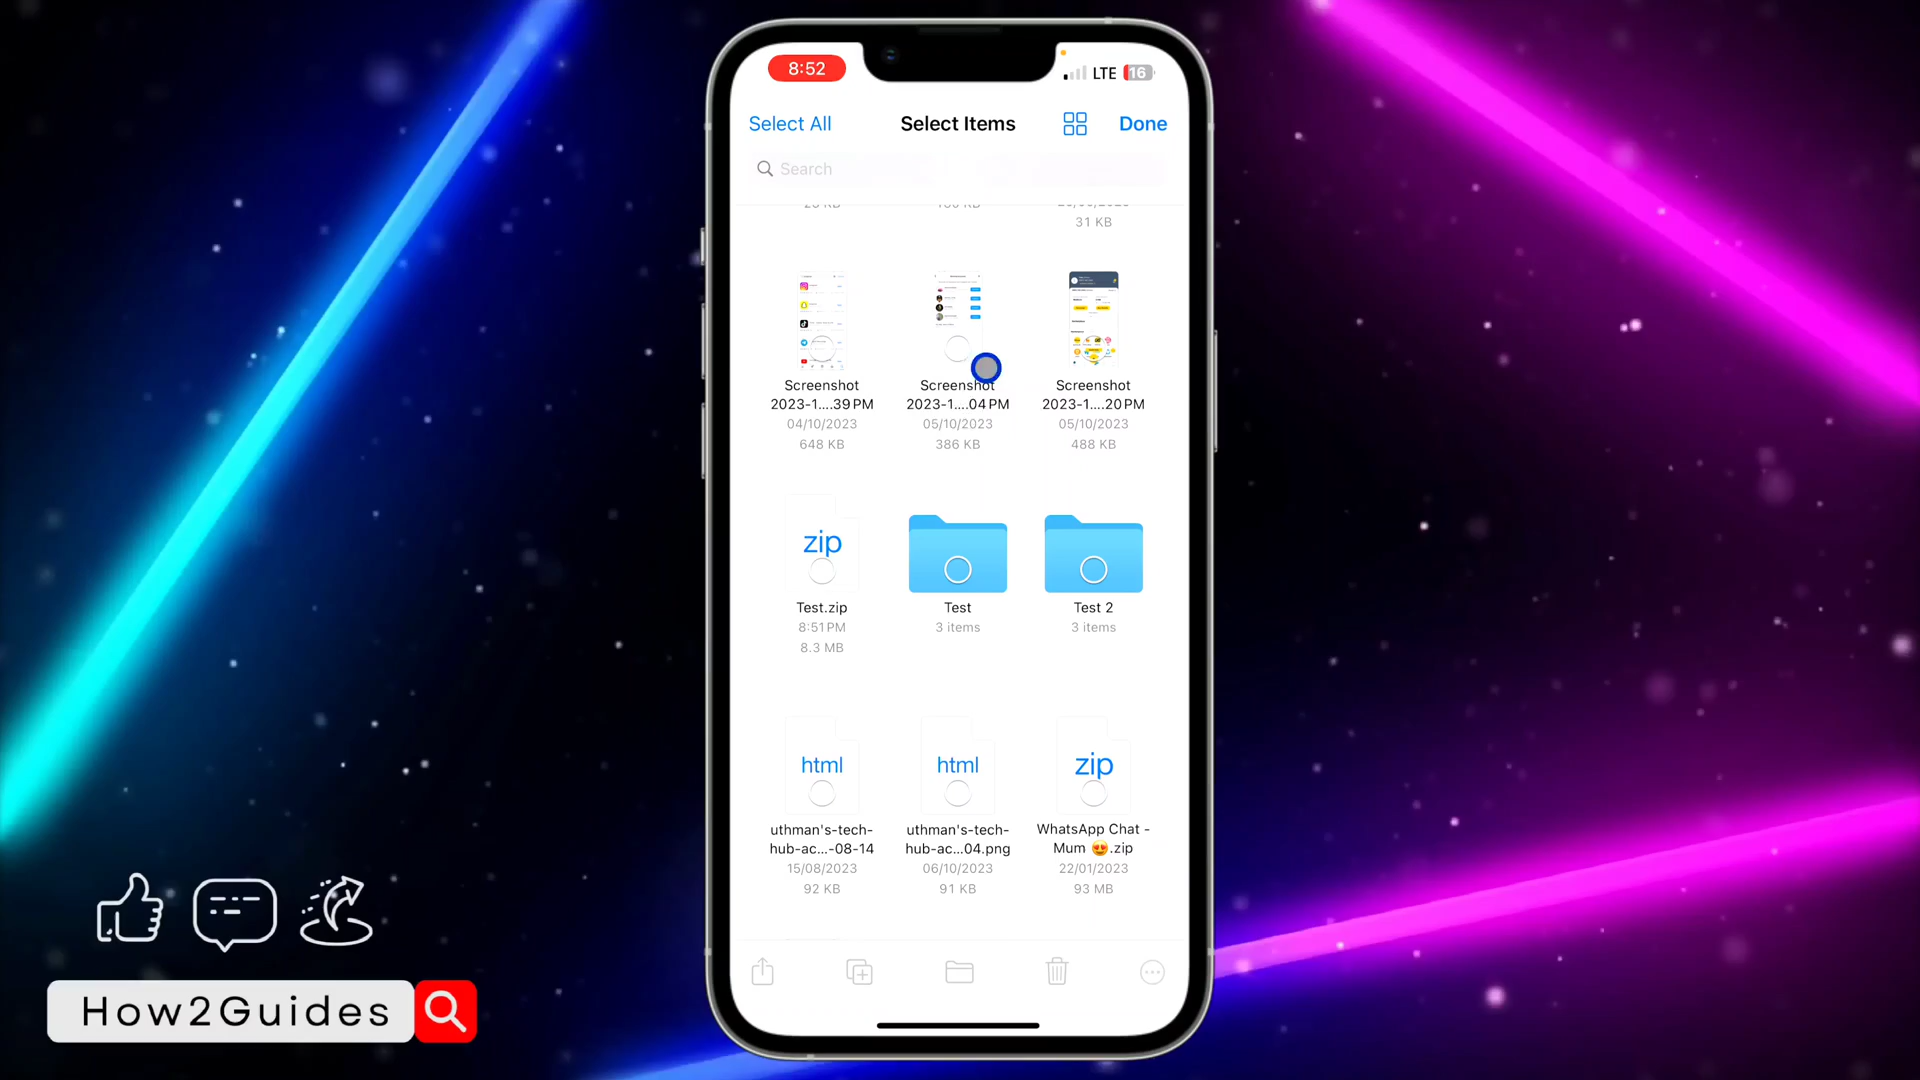 8:52
LTE 16
Select All
Select Items
Done
Search
31 KB
Screenshot
2023-1....39 PM
04/10/2023
648 KB
Screenshot
2023-1....04 PM
05/10/2023
386 KB
Screenshot
2023-1....20 PM
05/10/2023
488 KB
zip
Test.zip
8:51 PM
8.3 MB
Test
3 items
Test 2
3 items
html
uthman's-tech-
hub-ac...-08-14
15/08/2023
92 KB
html
uthman's-tech-
hub-ac...04.png
06/10/2023
91 KB
zip
WhatsApp Chat -
Mum 😍.zip
22/01/2023
93 MB
How2Guides